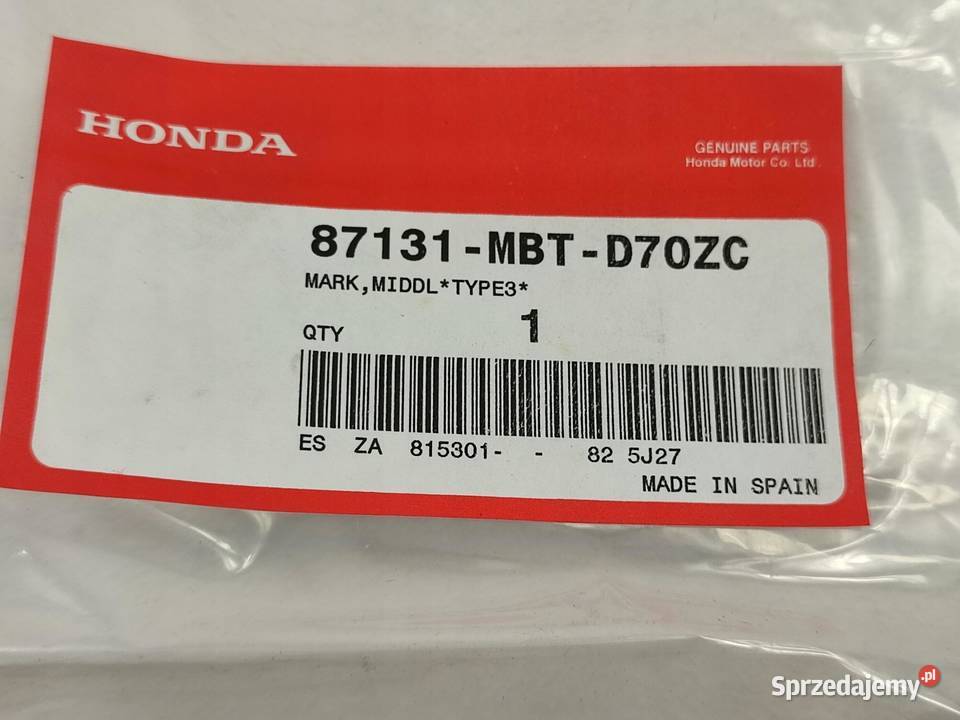 HONDA
GENUINE PARTS
Honda Motor Co. Ltd
87131-MBT-D70ZC
MARK,MIDDL*TYPE3*
QTY 1
ES ZA 815301- - 82 5J27
MADE IN SPAIN
Sprzedajemy.pl